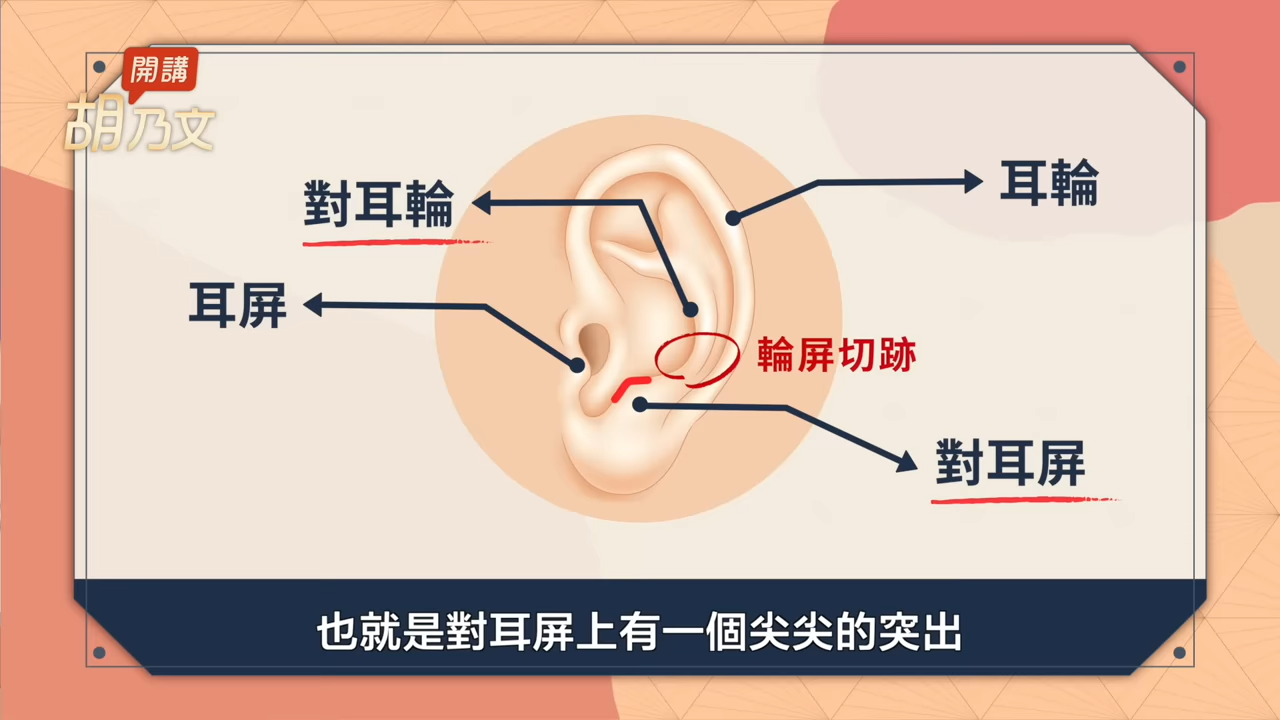 開講
胡乃文
對耳輪
耳輪
耳屏
輪屏切跡
對耳屏
也就是對耳屏上有一個尖尖的突出